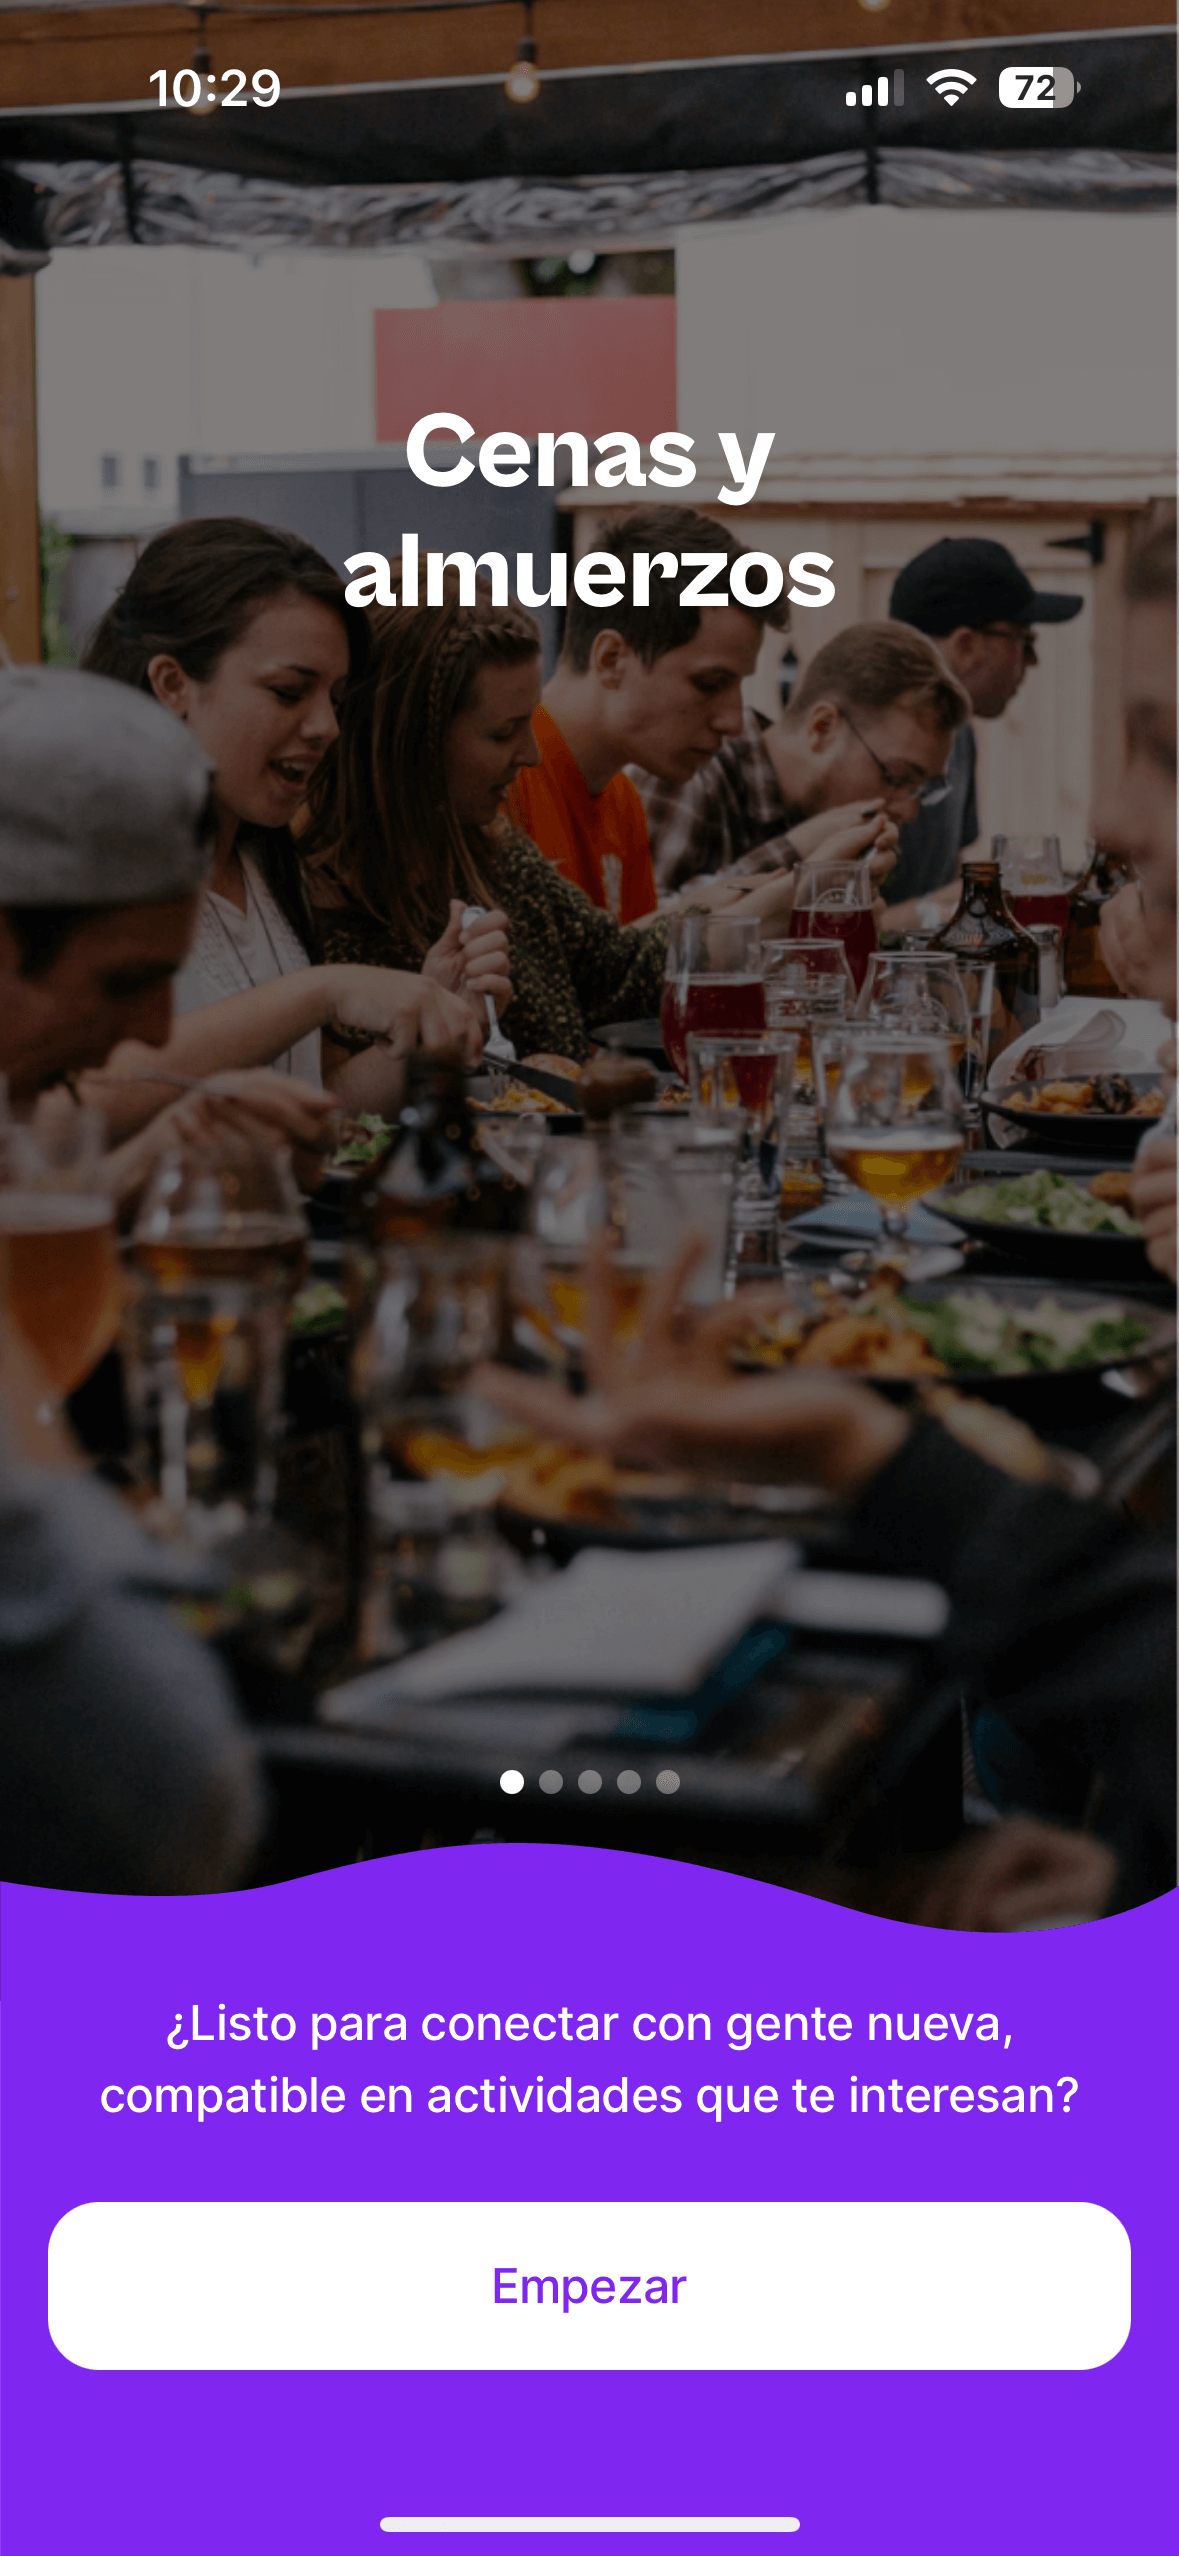 10:29
72
Cenas y
almuerzos
¿Listo para conectar con gente nueva,
compatible en actividades que te interesan?
Empezar